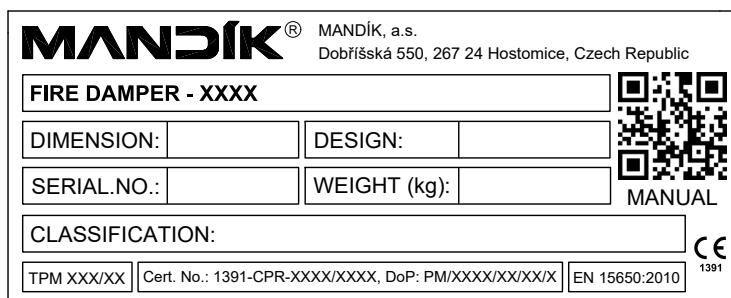 MANDÍK® MANDÍK, a.s.
Dobříšská 550, 267 24 Hostomice, Czech Republic
FIRE DAMPER - XXXX
DIMENSION: DESIGN:
SERIAL.NO.: WEIGHT (kg):
MANUAL
CLASSIFICATION:
CE
1391
TPM XXX/XX Cert. No.: 1391-CPR-XXXX/XXXX, DoP: PM/XXXX/XX/XX/X EN 15650:2010